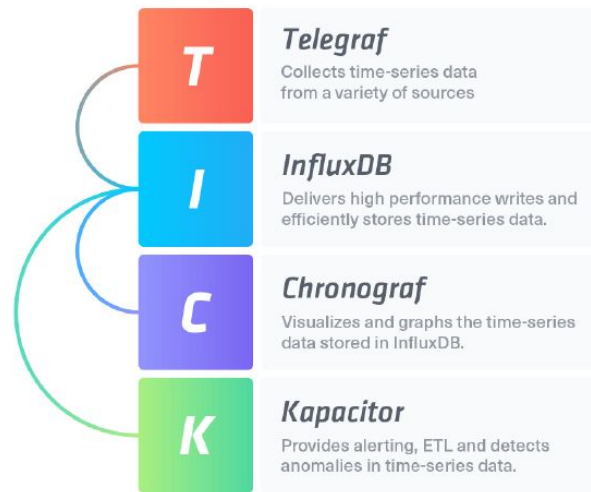 T
Telegraf
Collects time-series data
from a variety of sources
I
InfluxDB
Delivers high performance writes and
efficiently stores time-series data.
C
Chronograf
Visualizes and graphs the time-series
data stored in InfluxDB.
K
Kapacitor
Provides alerting, ETL and detects
anomalies in time-series data.